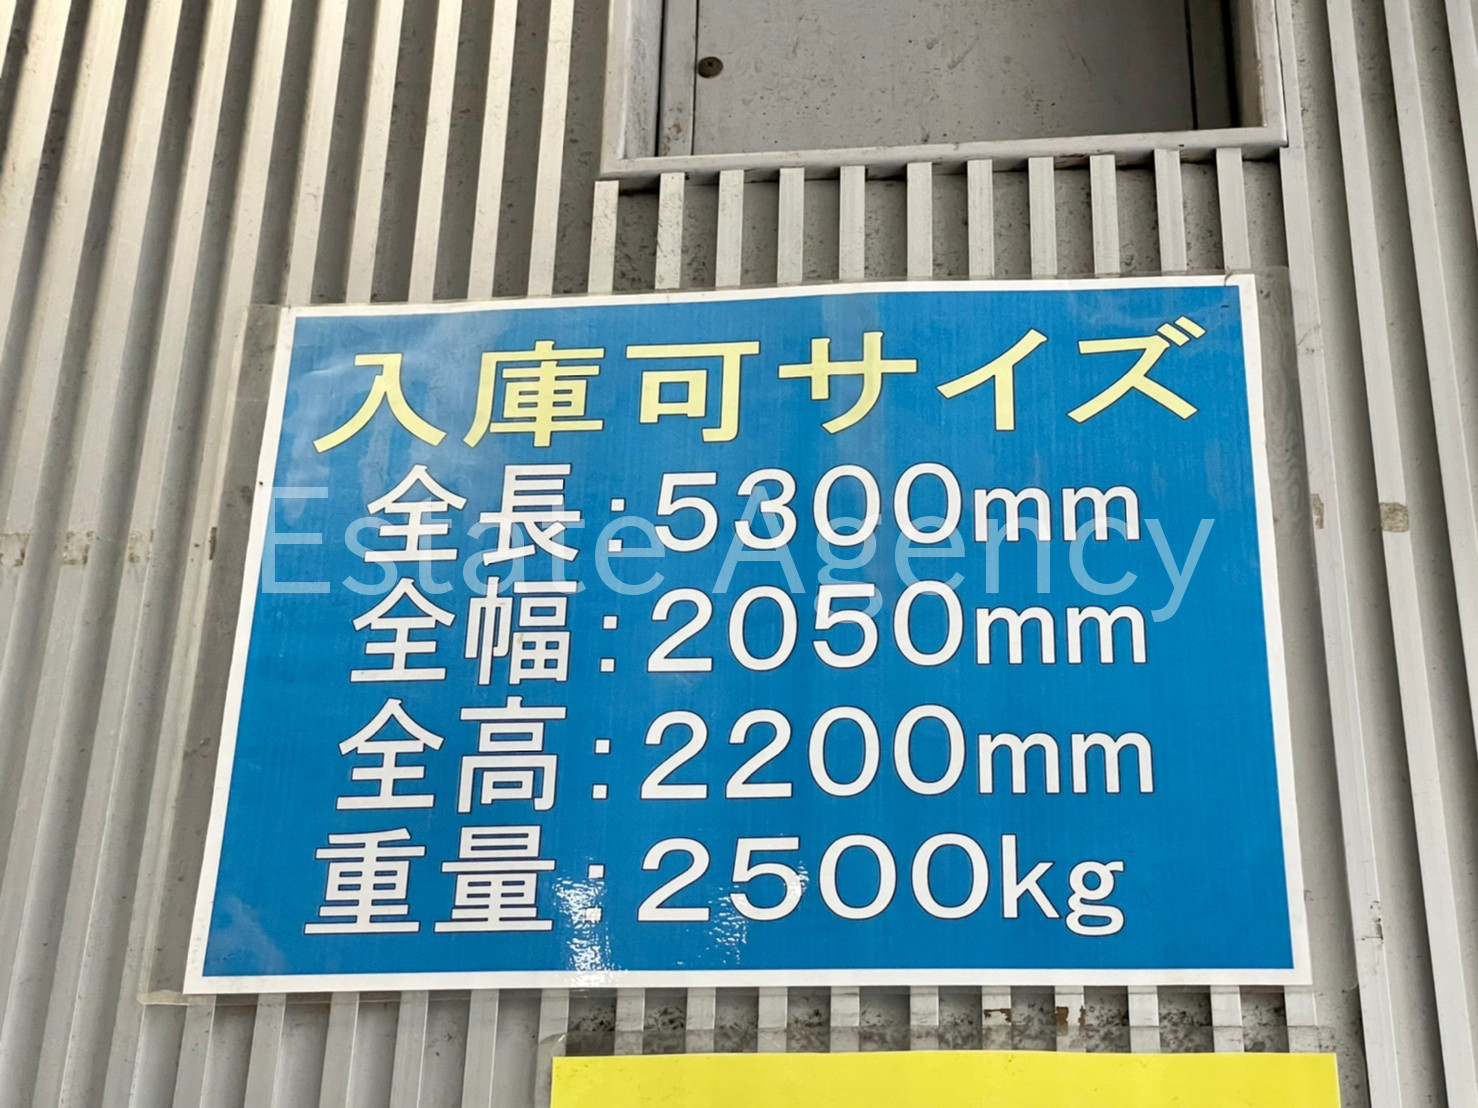 入庫可サイズ
全長:5300mm
全幅:2050mm
全高:2200mm
重量:2500kg
Estate Agency